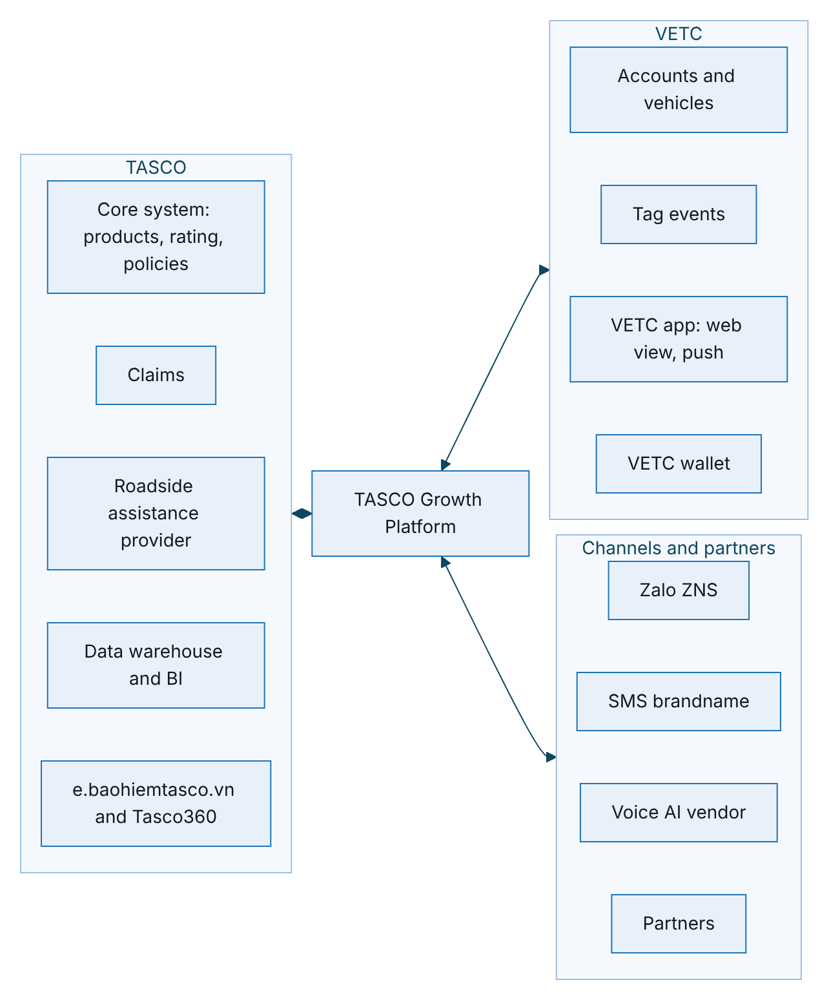 TASCO
Core system:
products, rating,
policies
Claims
Roadside
assistance
provider
Data warehouse
and BI
e.baohiemtasco.vn
and Tasco360
TASCO Growth
Platform
VETC
Accounts and
vehicles
Tag events
VETC app: web
view, push
VETC wallet
Channels and partners
Zalo ZNS
SMS brandname
Voice AI vendor
Partners